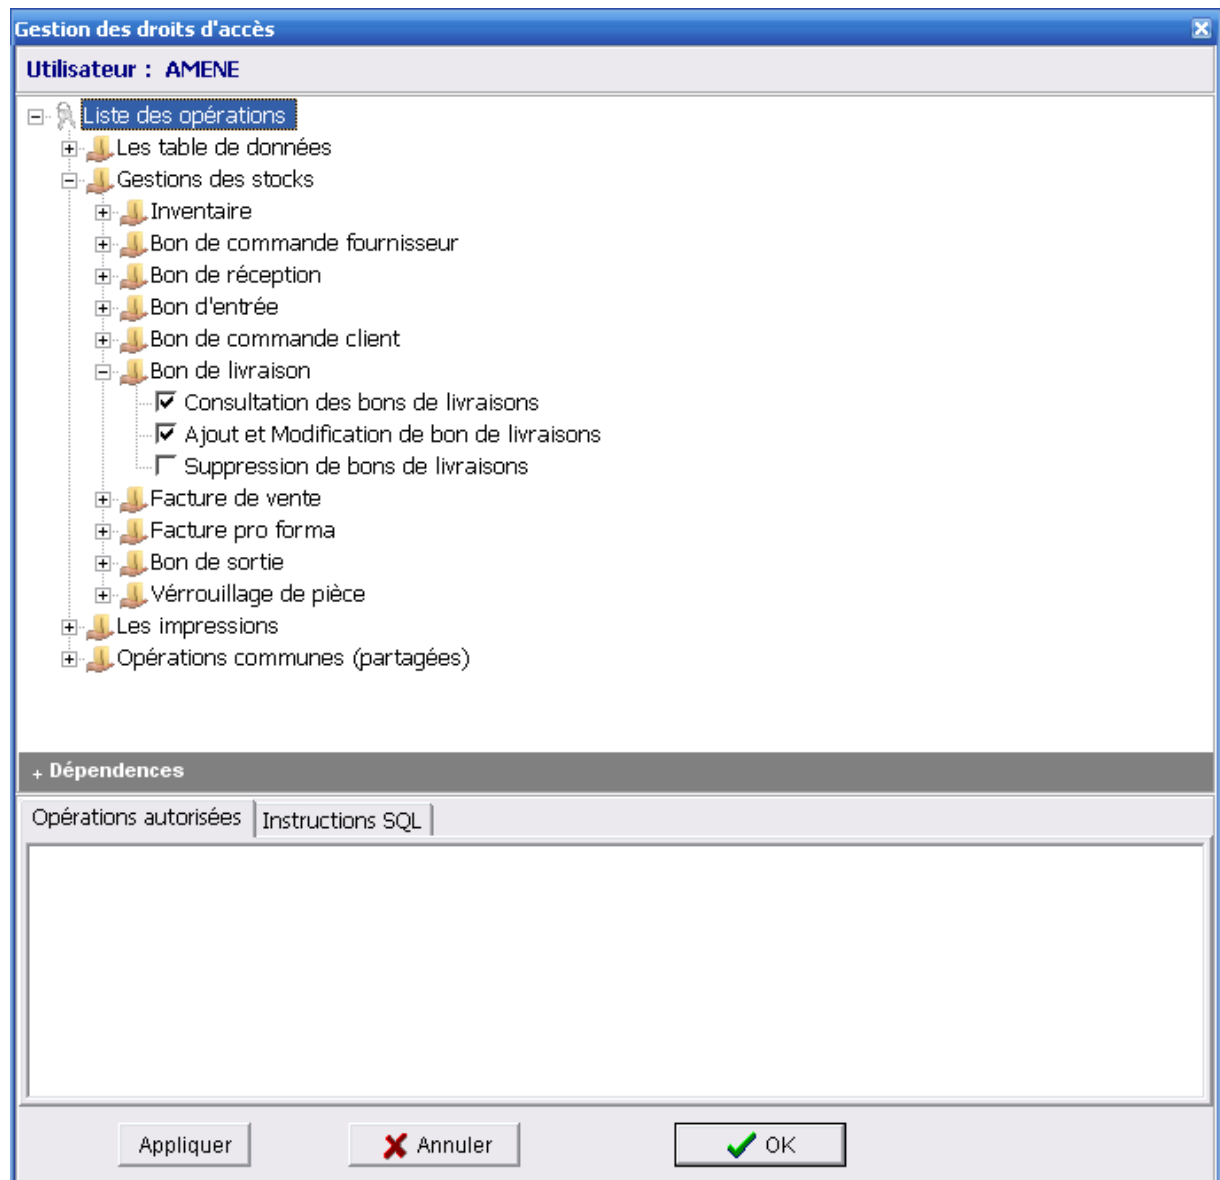 Gestion des droits d'accès
Utilisateur : AMENE
Liste des opérations
Les table de données
Gestions des stocks
Inventaire
Bon de commande fournisseur
Bon de réception
Bon d'entrée
Bon de commande client
Bon de livraison
Consultation des bons de livraisons
Ajout et Modification de bon de livraisons
Suppression de bons de livraisons
Facture de vente
Facture pro forma
Bon de sortie
Vérrouillage de pièce
Les impressions
Opérations communes (partagées)
+ Dépendences
Opérations autorisées Instructions SQL
Appliquer Annuler OK